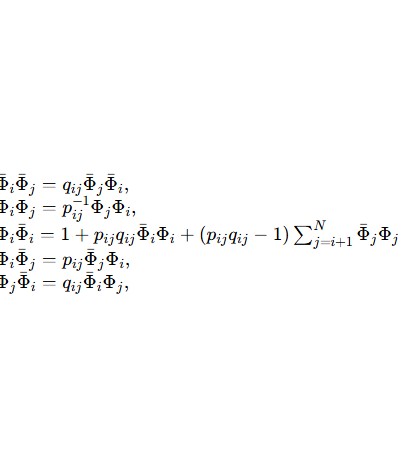 Φ̄ᵢΦ̄ⱼ = qᵢⱼΦ̄ⱼΦ̄ᵢ,
ΦᵢΦⱼ = pᵢⱼ⁻¹ΦⱼΦᵢ,
ΦᵢΦ̄ᵢ = 1 + pᵢⱼqᵢⱼΦ̄ᵢΦᵢ + (pᵢⱼqᵢⱼ − 1) ∑ⱼ₌ᵢ₊₁ᴺ Φ̄ⱼΦⱼ
ΦᵢΦ̄ⱼ = pᵢⱼΦ̄ⱼΦᵢ,
ΦⱼΦ̄ᵢ = qᵢⱼΦ̄ᵢΦⱼ,